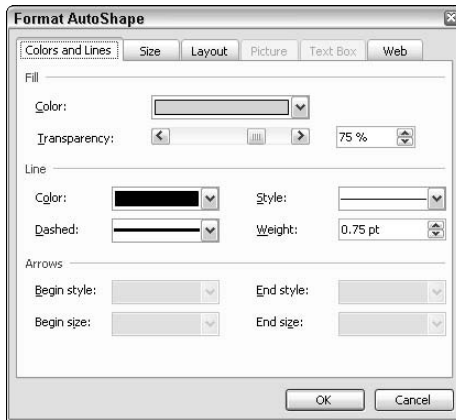 Format AutoShape
Colors and Lines Size Layout Picture Text Box Web
Fill
Color:
Transparency: 75 %
Line
Color: Style:
Dashed: Weight: 0.75 pt
Arrows
Begin style: End style:
Begin size: End size:
OK Cancel